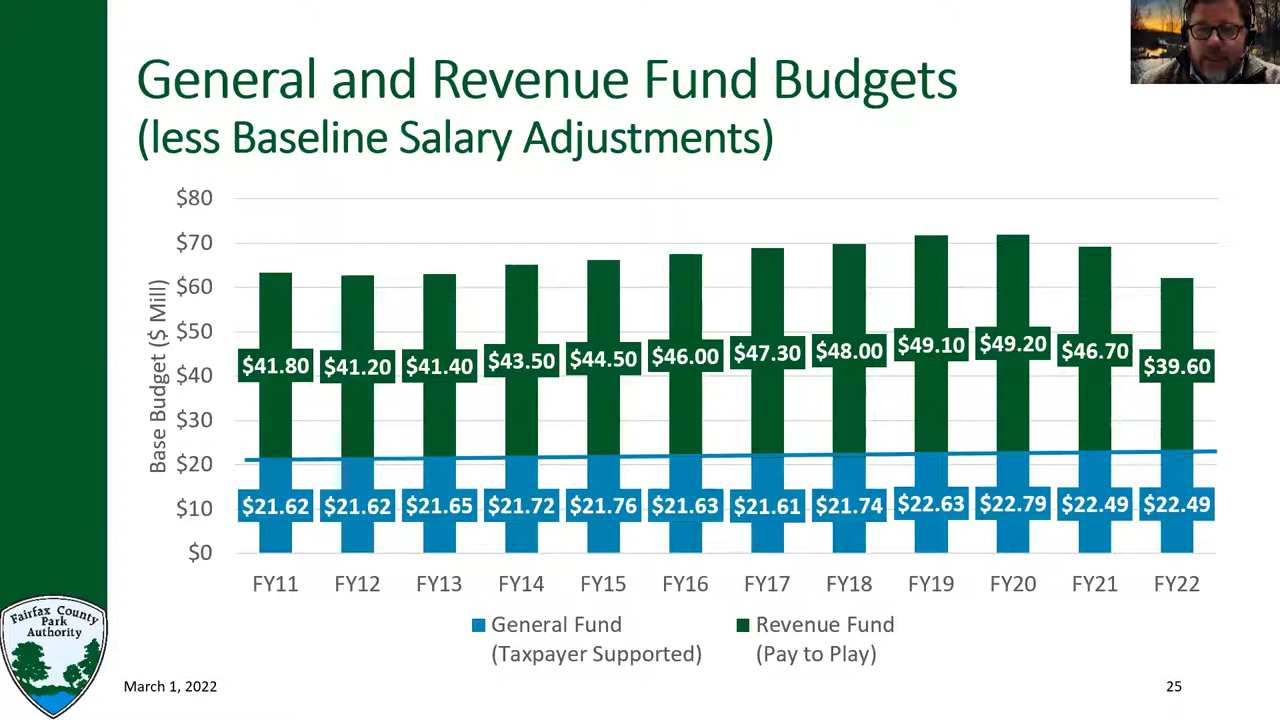 General and Revenue Fund Budgets
(less Baseline Salary Adjustments)
Base Budget ($ Mill)
$80
$70
$60
$50
$40
$30
$20
$10
$0
$41.80 $41.20 $41.40 $43.50 $44.50 $46.00 $47.30 $48.00 $49.10 $49.20 $46.70 $39.60
$21.62 $21.62 $21.65 $21.72 $21.76 $21.63 $21.61 $21.74 $22.63 $22.79 $22.49 $22.49
FY11 FY12 FY13 FY14 FY15 FY16 FY17 FY18 FY19 FY20 FY21 FY22
General Fund
(Taxpayer Supported)
Revenue Fund
(Pay to Play)
Fairfax County
Park
Authority
March 1, 2022
25